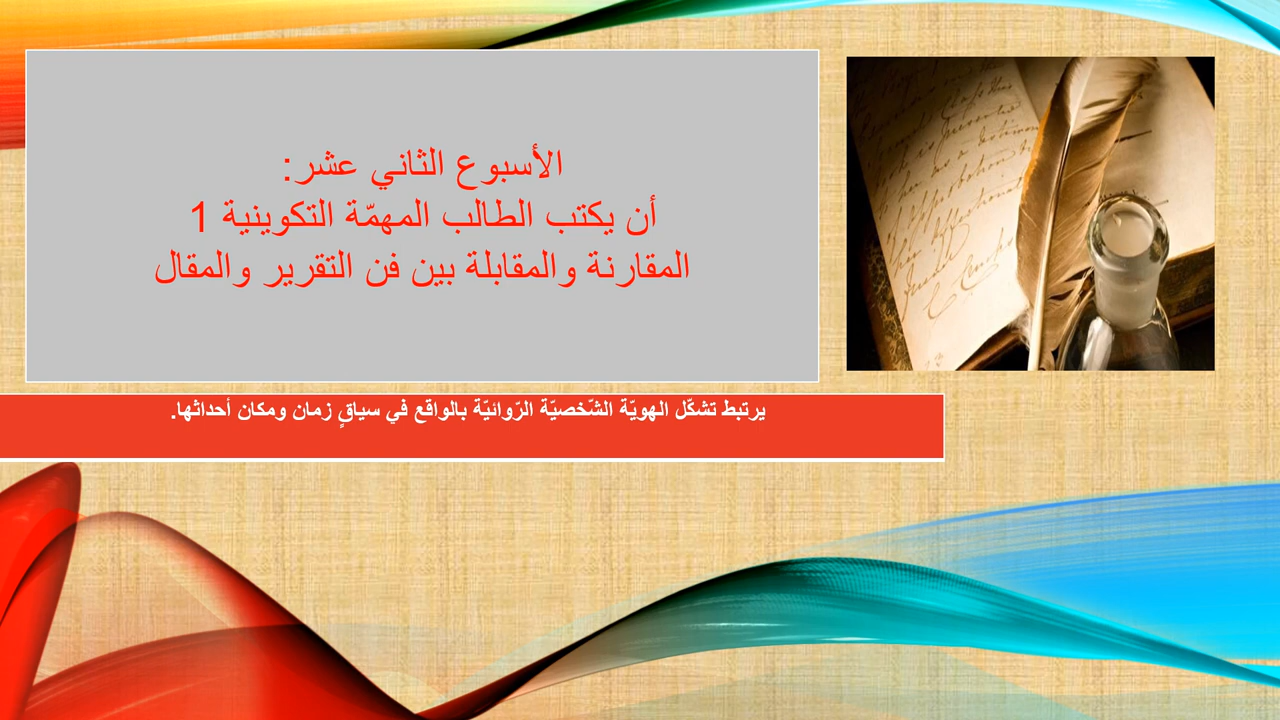 الأسبوع الثاني عشر:
أن يكتب الطالب المهمّة التكوينية 1
المقارنة والمقابلة بين فن التقرير والمقال
يرتبط تشكّل الهويّة الشّخصيّة الرّوائيّة بالواقع في سياقٍ زمان ومكان أحداثها.